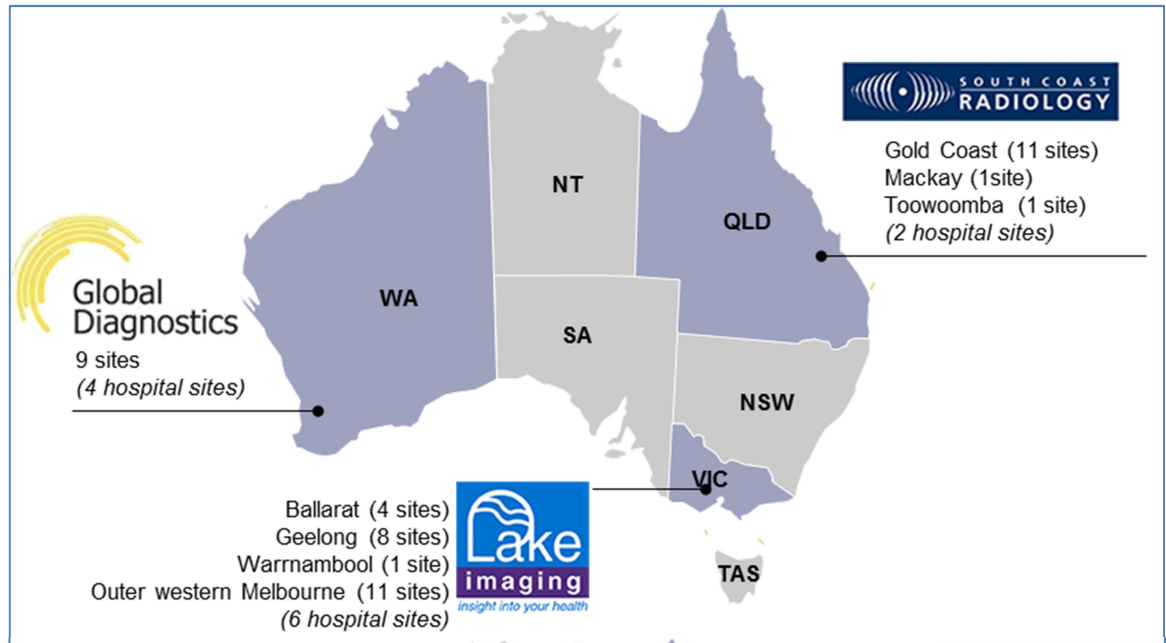 SOUTH COAST
RADIOLOGY
Gold Coast (11 sites)
Mackay (1site)
Toowoomba (1 site)
(2 hospital sites)
NT
QLD
WA
SA
NSW
VIC
TAS
Global
Diagnostics
9 sites
(4 hospital sites)
Ballarat (4 sites)
Geelong (8 sites)
Warrnambool (1 site)
Outer western Melbourne (11 sites)
(6 hospital sites)
Lake
imaging
insight into your health